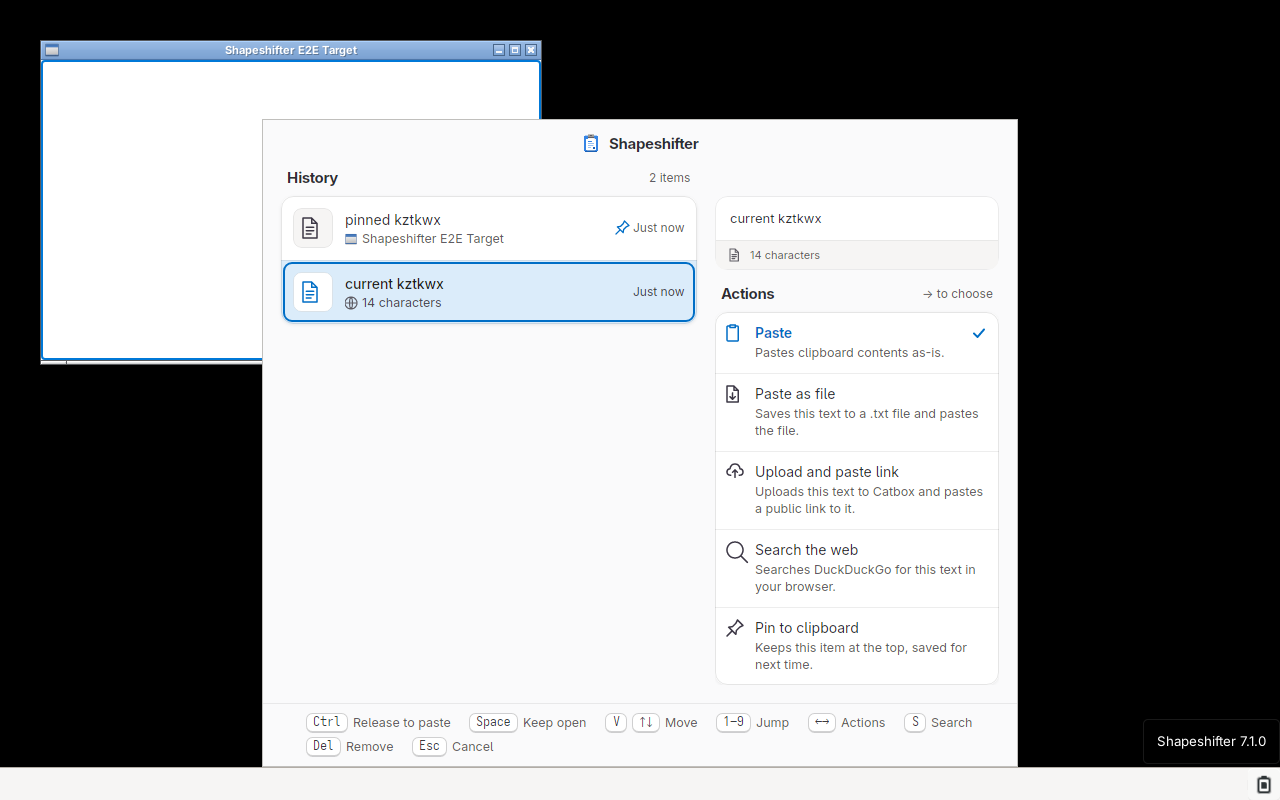 Shapeshifter E2E Target
Shapeshifter
History
2 items
pinned kztkwx
Shapeshifter E2E Target
Just now
current kztkwx
14 characters
Just now
current kztkwx
14 characters
Actions
→ to choose
Paste
Pastes clipboard contents as-is.
Paste as file
Saves this text to a .txt file and pastes
the file.
Upload and paste link
Uploads this text to Catbox and pastes
a public link to it.
Search the web
Searches DuckDuckGo for this text in
your browser.
Pin to clipboard
Keeps this item at the top, saved for
next time.
Ctrl Release to paste Space Keep open V ↑↓ Move 1–9 Jump ↔ Actions S Search
Del Remove Esc Cancel
Shapeshifter 7.1.0